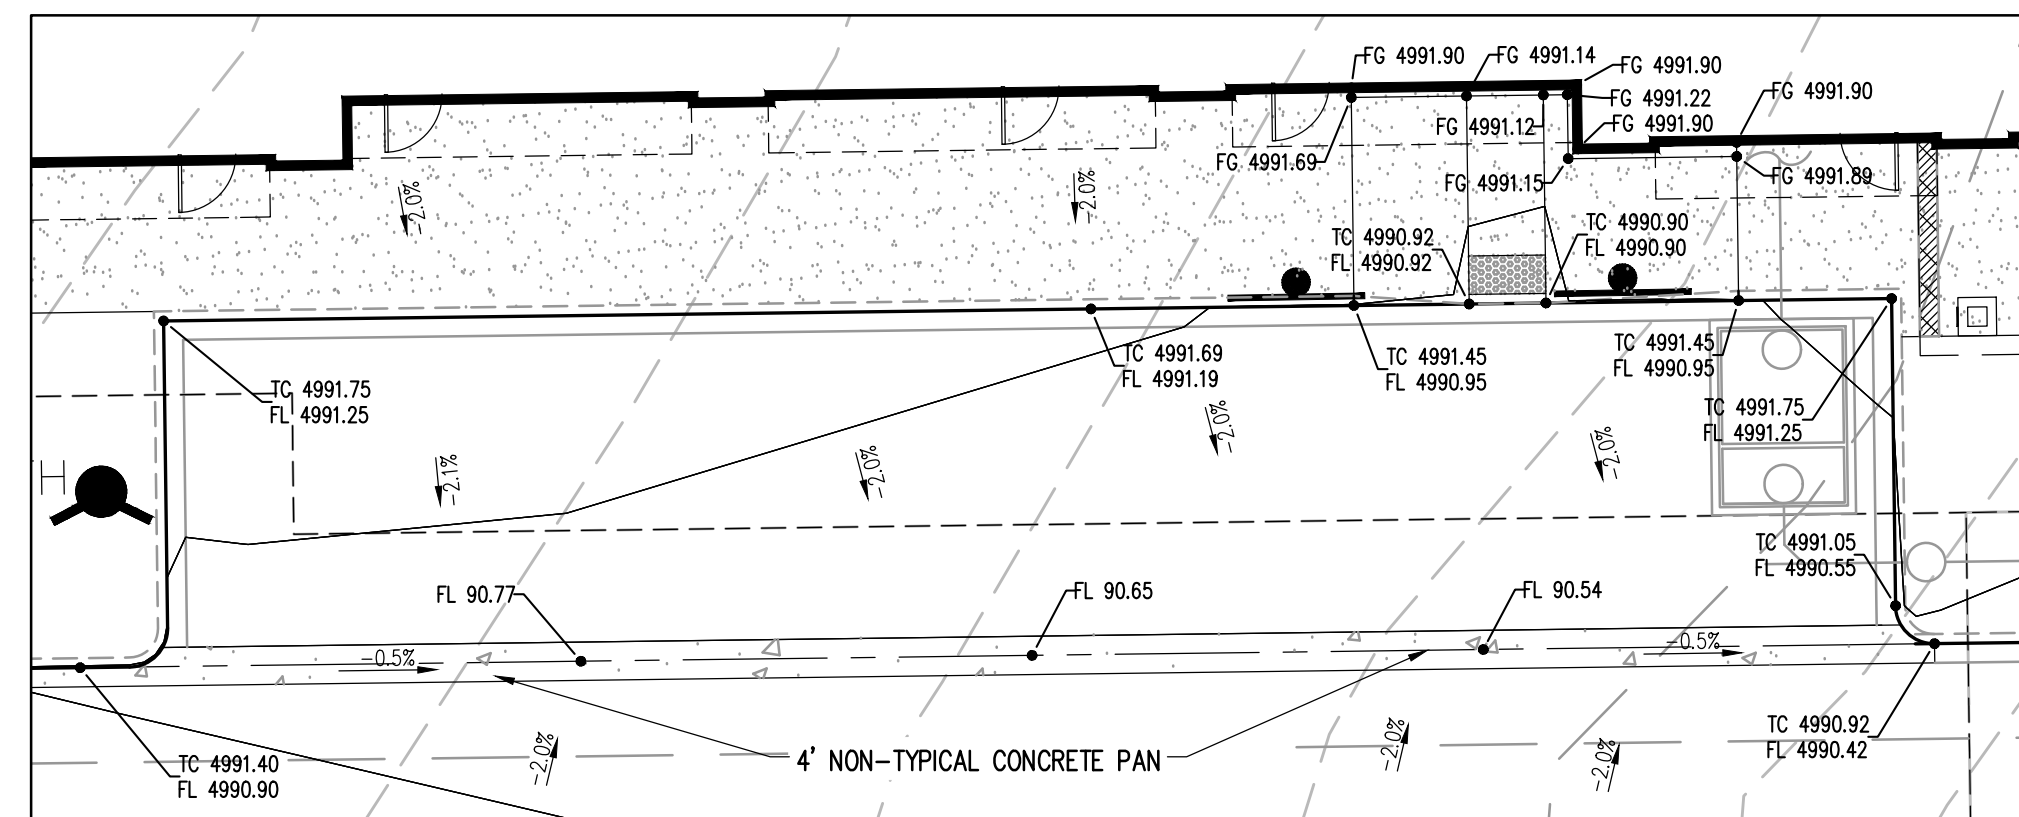 FG 4991.90
FG 4991.14
FG 4991.90
FG 4991.22
FG 4991.90
FG 4991.90
FG 4991.12
FG 4991.69
FG 4991.15
FG 4991.89
-2.0%
-2.0%
TC 4990.92
FL 4990.92
TC 4990.90
FL 4990.90
TC 4991.75
FL 4991.25
TC 4991.69
FL 4991.19
TC 4991.45
FL 4990.95
TC 4991.45
FL 4990.95
TC 4991.75
FL 4991.25
H
-2.1%
-2.0%
-2.0%
-2.0%
TC 4991.05
FL 4990.55
FL 90.77
FL 90.65
FL 90.54
-0.5%
-0.5%
TC 4991.40
FL 4990.90
-2.0%
4' NON-TYPICAL CONCRETE PAN
-2.0%
-2.0%
TC 4990.92
FL 4990.42